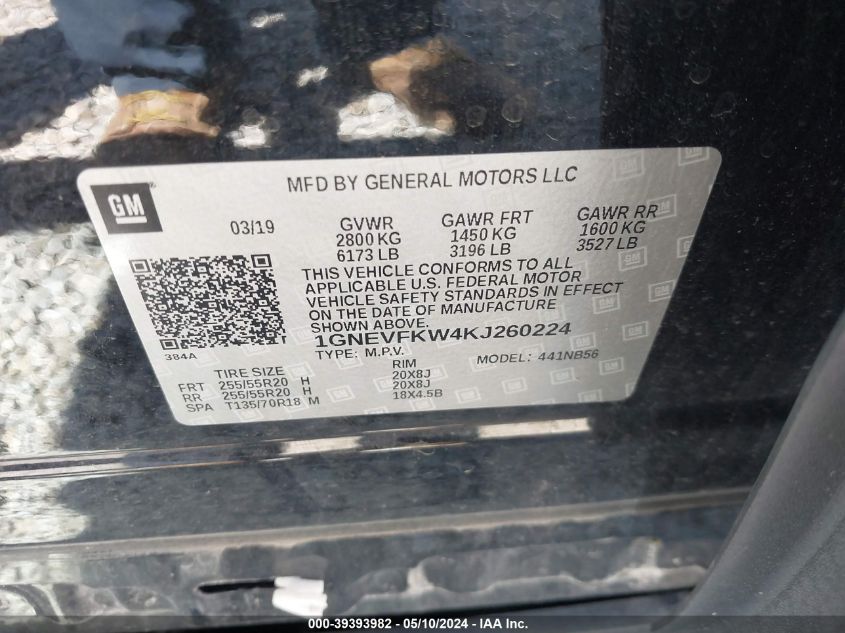 GM
MFD BY GENERAL MOTORS LLC
03/19
GVWR GAWR FRT GAWR RR
2800 KG 1450 KG 1600 KG
6173 LB 3196 LB 3527 LB
THIS VEHICLE CONFORMS TO ALL
APPLICABLE U.S. FEDERAL MOTOR
VEHICLE SAFETY STANDARDS IN EFFECT
ON THE DATE OF MANUFACTURE
SHOWN ABOVE.
1GNEVFKW4KJ260224
384A
TYPE: M.P.V. MODEL: 441NB56
TIRE SIZE RIM
FRT 255/55R20 H 20X8J
RR 255/55R20 H 20X8J
SPA T135/70R18 M 18X4.5B
000-39393982 - 05/10/2024 - IAA Inc.